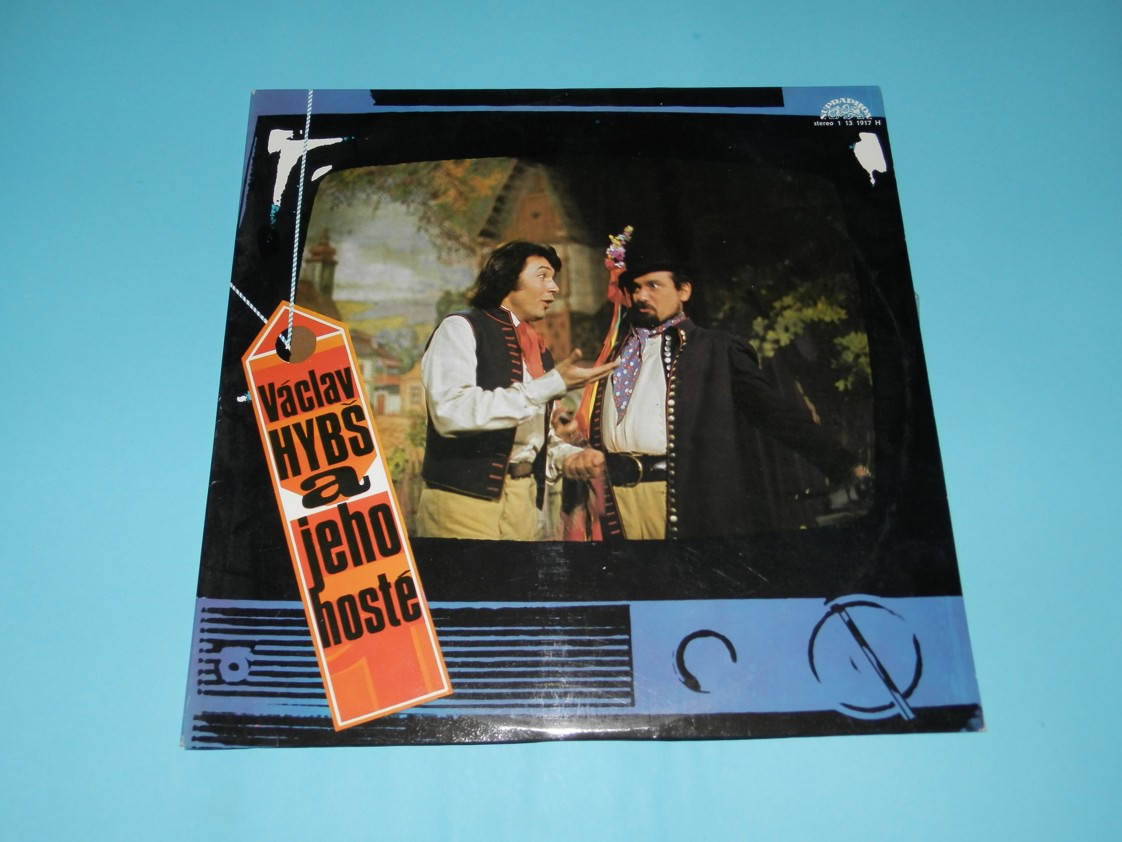 SUPRAPHON
stereo 1 13 1917 H
Václav
HYBŠ
a
jeho
hosté